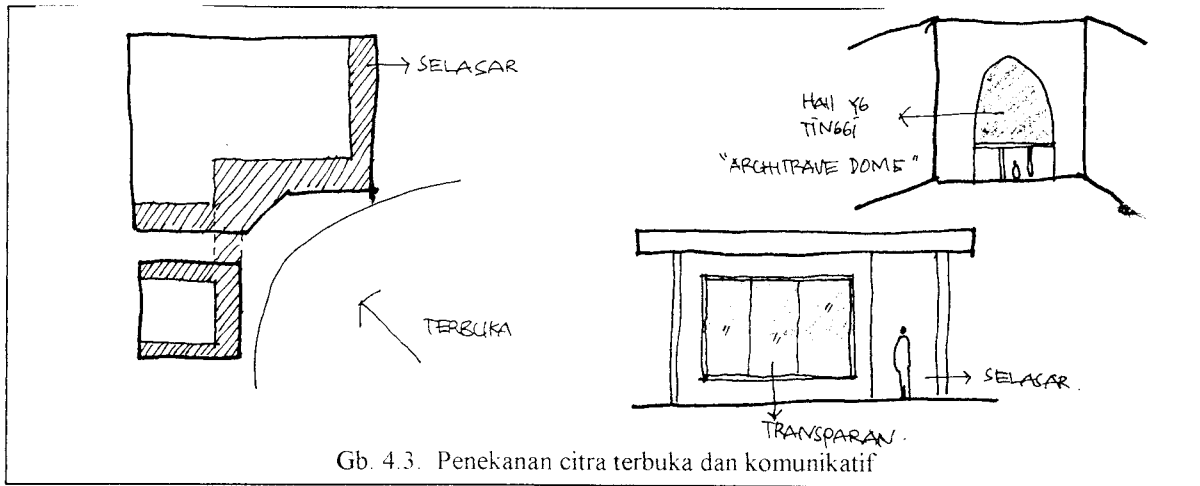 SELASAR
TERBUKA
HAll YG
TINGGI
"ARCHITRAVE DOME"
SELASAR.
TRANSPARAN.
Gb. 4.3. Penekanan citra terbuka dan komunikatif